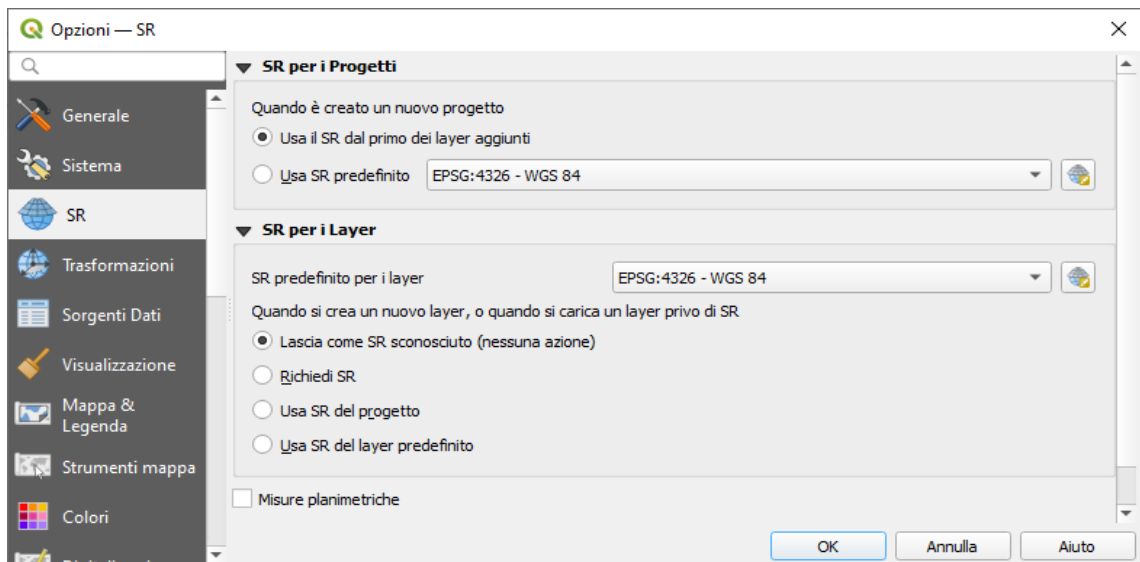 Opzioni — SR
Generale
Sistema
SR
Trasformazioni
Sorgenti Dati
Visualizzazione
Mappa &
Legenda
Strumenti mappa
Colori
SR per i Progetti
Quando è creato un nuovo progetto
Usa il SR dal primo dei layer aggiunti
Usa SR predefinito EPSG:4326 - WGS 84
SR per i Layer
SR predefinito per i layer EPSG:4326 - WGS 84
Quando si crea un nuovo layer, o quando si carica un layer privo di SR
Lascia come SR sconosciuto (nessuna azione)
Richiedi SR
Usa SR del progetto
Usa SR del layer predefinito
Misure planimetriche
OK Annulla Aiuto